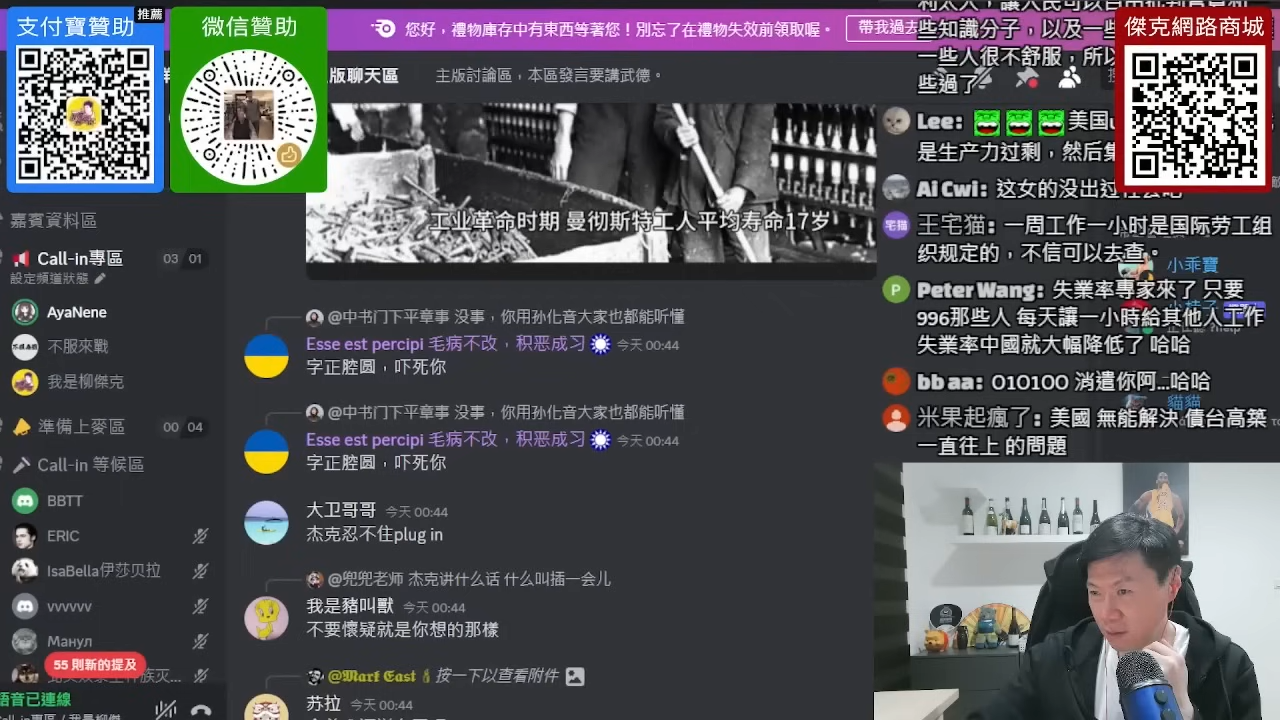 支付寶贊助
推薦
微信贊助
您好，禮物庫存中有東西等著您！別忘了在禮物失效前領取喔。
帶我過去
傑克網路商城
版聊天區
主版討論區，本區發言要講武德。
嘉賓資料區
Call-in專區
03 01
設定頻道狀態
AyaNene
不服來戰
我是柳傑克
準備上麥區
00 04
Call-in 等候區
BBTT
ERIC
IsaBella伊莎贝拉
vvvvvv
Манул
55 則新的提及
語音已連線
工业革命时期 曼彻斯特工人平均寿命17岁
@中书门下平章事 没事，你用孙化音大家也都能听懂
Esse est percipi 毛病不改，积恶成习 今天 00:44
字正腔圆，吓死你
@中书门下平章事 没事，你用孙化音大家也都能听懂
Esse est percipi 毛病不改，积恶成习 今天 00:44
字正腔圆，吓死你
大卫哥哥 今天 00:44
杰克忍不住plug in
@兜兜老师 杰克讲什么话 什么叫插一会儿
我是豬叫獸 今天 00:44
不要懷疑就是你想的那樣
@Mark East 按一下以查看附件
苏拉 今天 00:44
些知識分子，以及一些
一些人很不舒服，所以
些過了
Lee: 美国
是生产力过剩，然后
Ai Cwi: 这女的没出过社会吧
宅猫
王宅猫: 一周工作一小时是国际劳工组
织规定的，不信可以去查。
小乖寶
P
Peter Wang: 失業率專家來了 只要
996那些人 每天讓一小時給其他人工作
失業率中國就大幅降低了 哈哈
bb aa: 010100 消遣你阿...哈哈
貓貓
米果起瘋了: 美國 無能解決 債台高築
一直往上 的問題